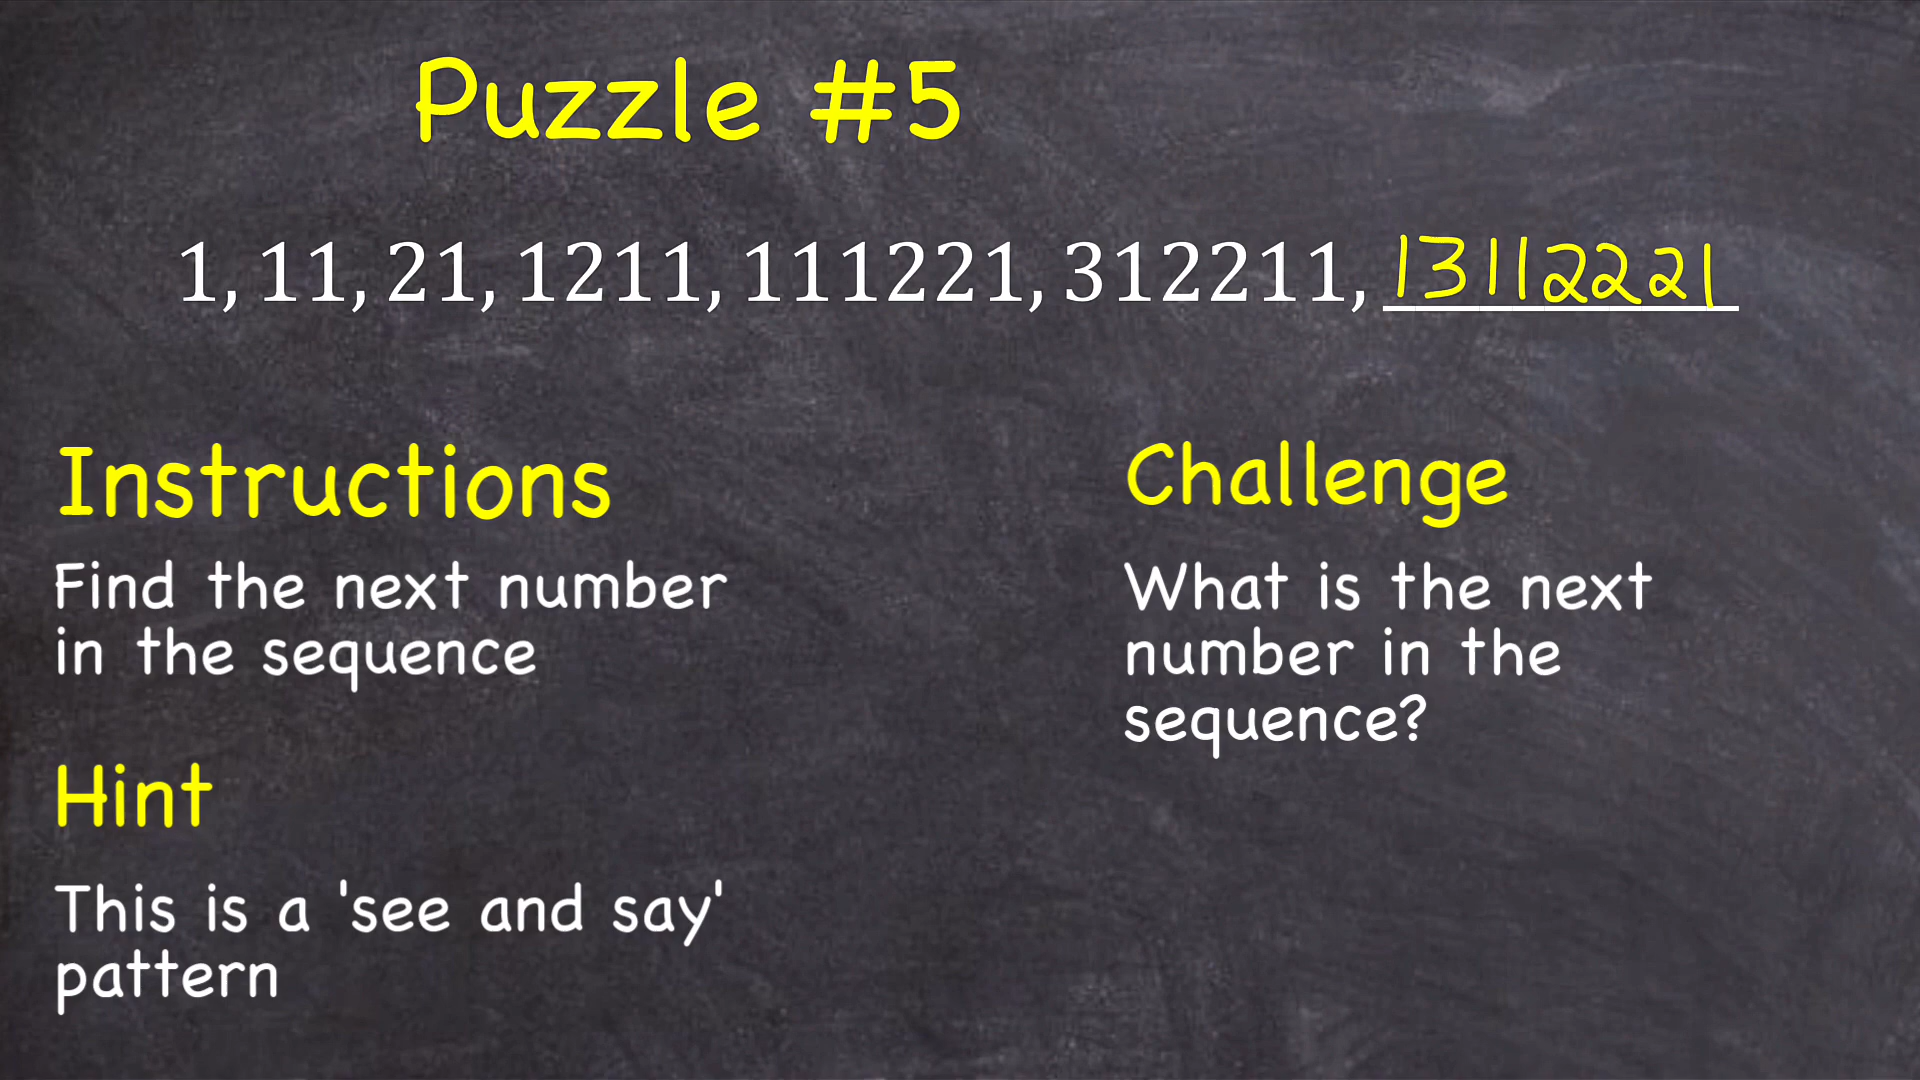 Puzzle #5
1, 11, 21, 1211, 111221, 312211, 13112221
Instructions
Find the next number
in the sequence
Hint
This is a 'see and say'
pattern
Challenge
What is the next
number in the
sequence?